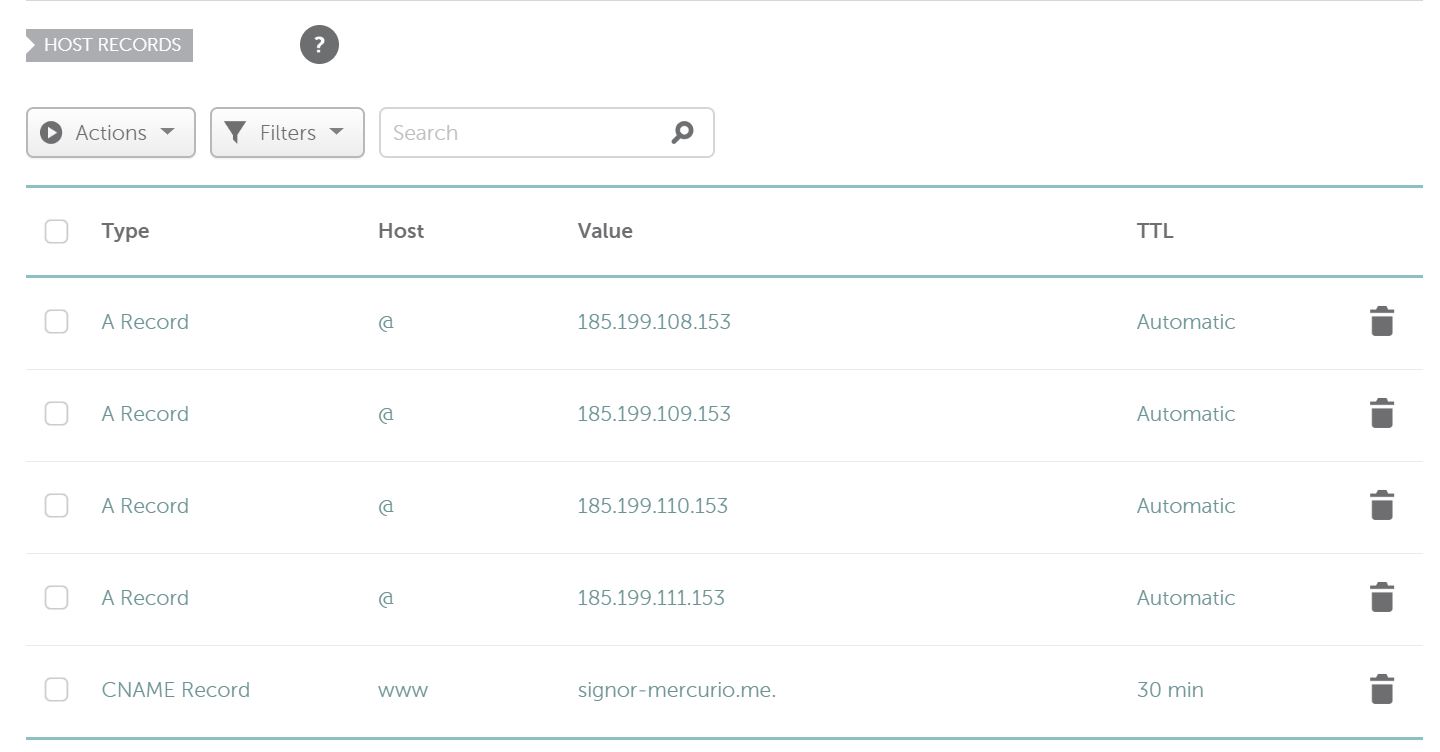 HOST RECORDS ?
Actions Filters Search
Type Host Value TTL
A Record @ 185.199.108.153 Automatic
A Record @ 185.199.109.153 Automatic
A Record @ 185.199.110.153 Automatic
A Record @ 185.199.111.153 Automatic
CNAME Record www signor-mercurio.me. 30 min